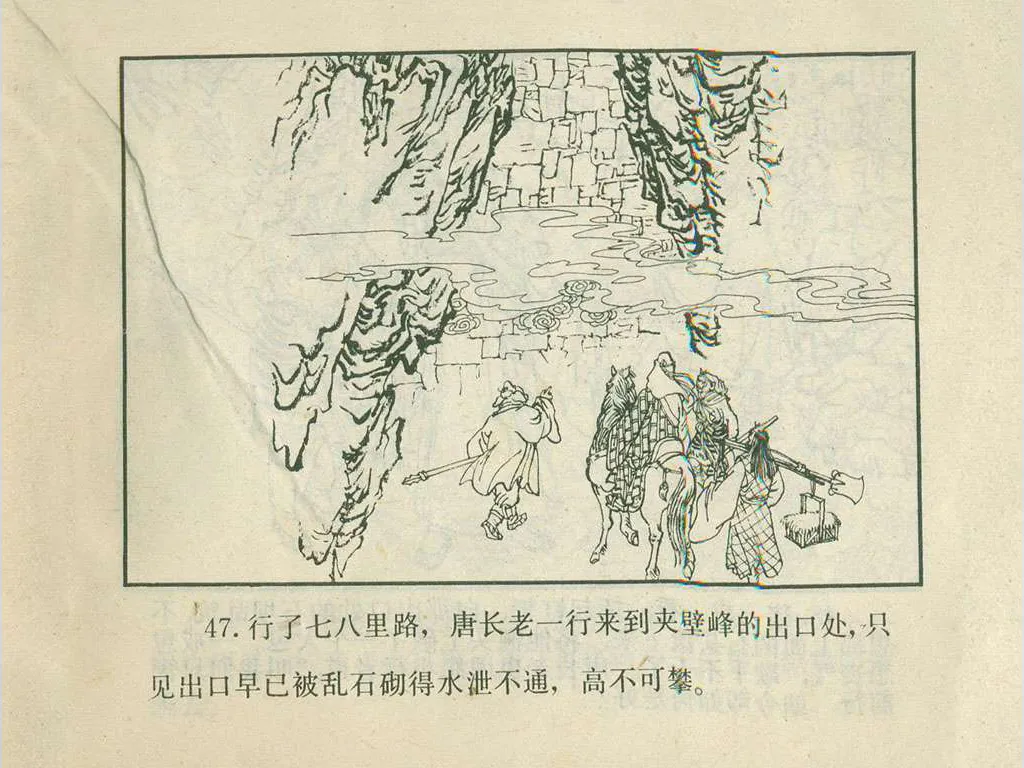 47.行了七八里路，唐长老一行来到夹壁峰的出口处，只
见出口早已被乱石砌得水泄不通，高不可攀。